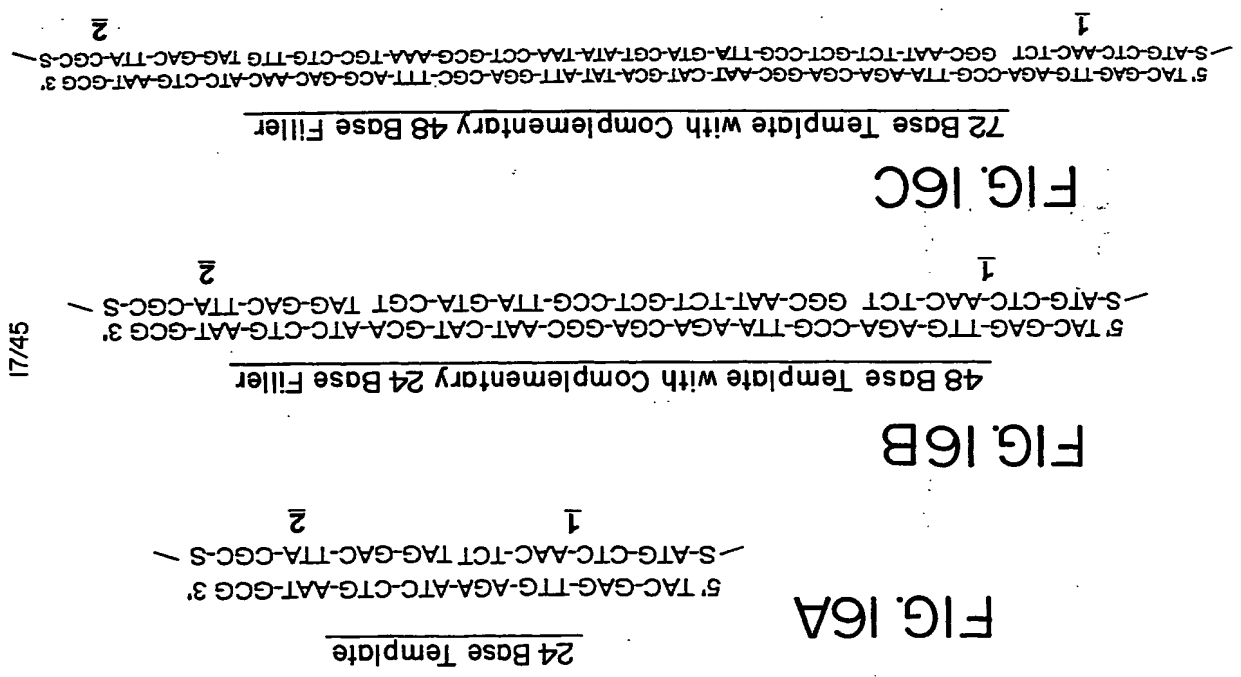 17/45
FIG. 16A
24 Base Template
5' TAC-GAG-TTG-AGA-ATC-CTG-AAT-GCG 3'
S-ATG-CTC-AAC-TCT TAG-GAC-TTA-CGC-S
1 2
FIG. 16B
48 Base Template with Complementary 24 Base Filler
5' TAC-GAG-TTG-AGA-CCG-TTA-AGA-CGA-GGC-AAT-CAT-GCA-ATC-CTG-AAT-GCG 3'
S-ATG-CTC-AAC-TCT GGC-AAT-TCT-GCT-CCG-TTA-GTA-CGT TAG-GAC-TTA-CGC-S
1 2
FIG. 16C
72 Base Template with Complementary 48 Base Filler
5' TAC-GAG-TTG-AGA-CCG-TTA-AGA-CGA-GGC-AAT-CAT-GCA-TAT-ATT-GGA-CGC-TTT-ACG-GAC-AAC-ATC-CTG-AAT-GCG 3'
S-ATG-CTC-AAC-TCT GGC-AAT-TCT-GCT-CCG-TTA-GTA-CGT-ATA-TAA-CCT-GCG-AAA-TGC-CTG-TTG TAG-GAC-TTA-CGC-S
1 2